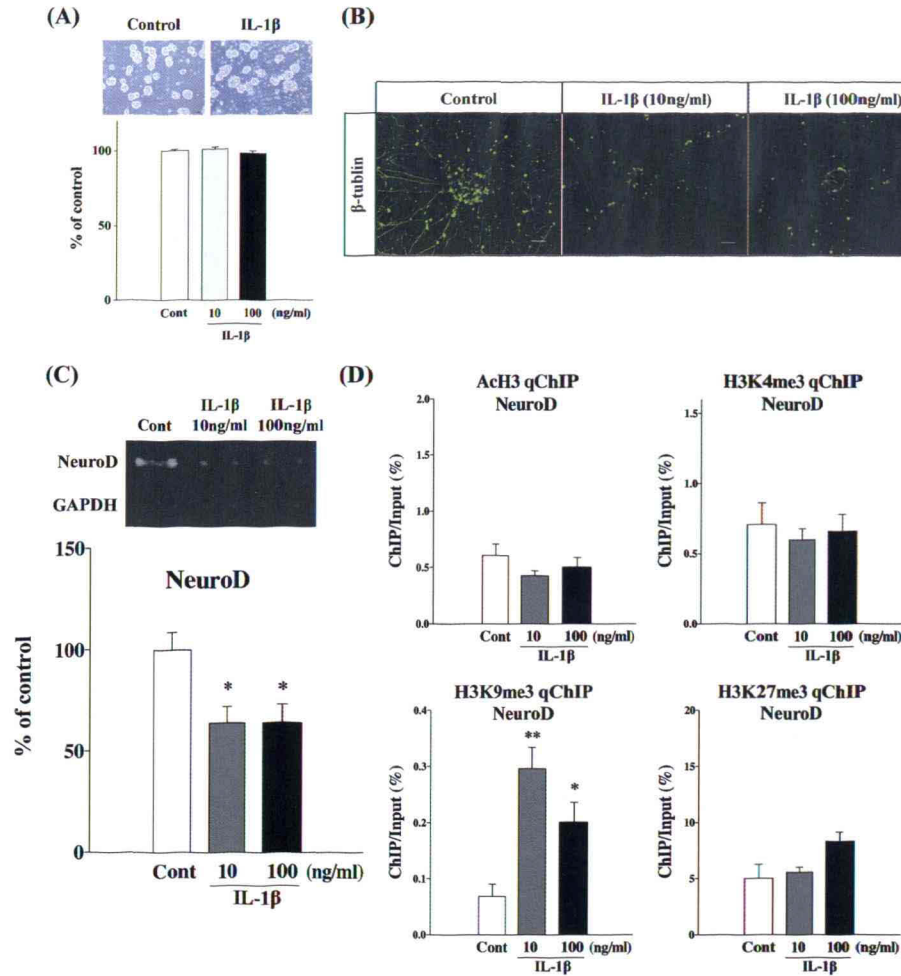 (A)
Control IL-1β
% of control
100
50
0
Cont 10 100 (ng/ml)
IL-1β
(B)
Control IL-1β (10ng/ml) IL-1β (100ng/ml)
β-tublin
(C)
IL-1β IL-1β
Cont 10ng/ml 100ng/ml
NeuroD
GAPDH
NeuroD
% of control
150
100
50
0
* *
Cont 10 100 (ng/ml)
IL-1β
(D)
AcH3 qChIP
NeuroD
ChIP/Input (%)
2.0
1.5
1.0
0.5
0.0
Cont 10 100 (ng/ml)
IL-1β
H3K4me3 qChIP
NeuroD
ChIP/Input (%)
1.5
1.0
0.5
0.0
Cont 10 100 (ng/ml)
IL-1β
H3K9me3 qChIP
NeuroD
ChIP/Input (%)
0.4
0.3
0.2
0.1
0.0
** *
Cont 10 100 (ng/ml)
IL-1β
H3K27me3 qChIP
NeuroD
ChIP/Input (%)
20
15
10
5
0
Cont 10 100 (ng/ml)
IL-1β